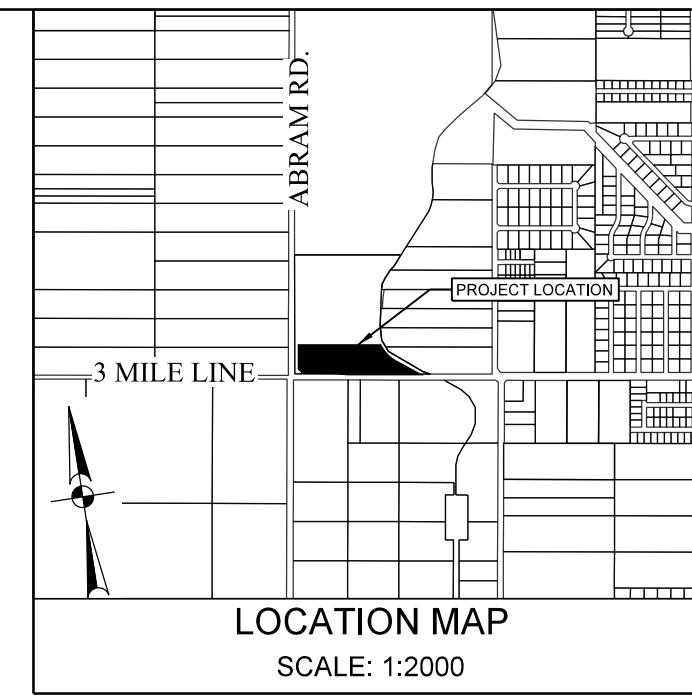 ABRAM RD.
PROJECT LOCATION
3 MILE LINE
LOCATION MAP
SCALE: 1:2000